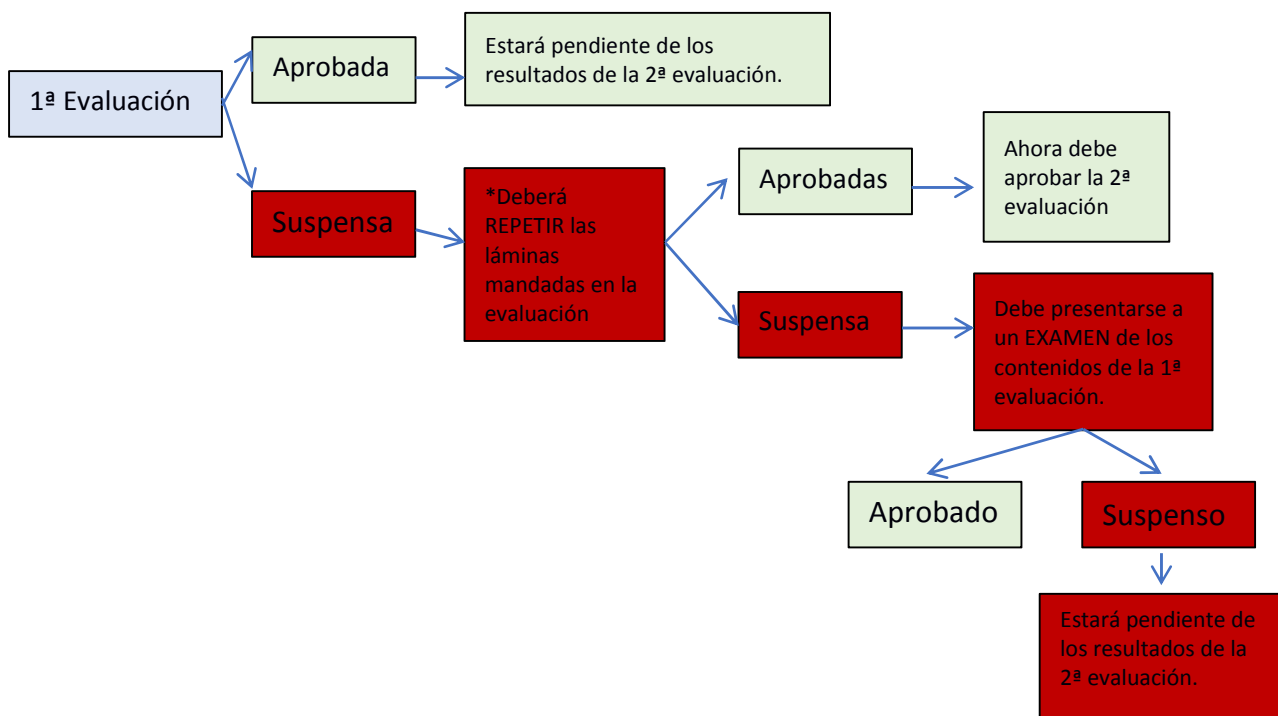 1ª Evaluación
Aprobada
Estará pendiente de los
resultados de la 2ª evaluación.
Suspensa
*Deberá
REPETIR las
láminas
mandadas en la
evaluación
Aprobadas
Ahora debe
aprobar la 2ª
evaluación
Suspensa
Debe presentarse a
un EXAMEN de los
contenidos de la 1ª
evaluación.
Aprobado
Suspenso
Estará pendiente de
los resultados de la
2ª evaluación.